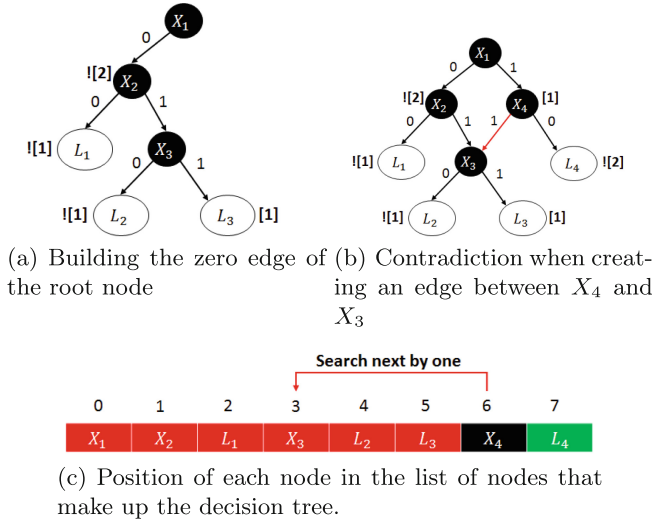 X1
0
![2]
X2
0
1
![1]
L1
X3
0
1
![1]
L2
L3
[1]
X1
0
1
![2]
X2
X4
[1]
0
1
1
0
![1]
L1
X3
L4
![2]
0
1
![1]
L2
L3
[1]
(a) Building the zero edge of
the root node
(b) Contradiction when creat-
ing an edge between X4 and
X3
Search next by one
0 1 2 3 4 5 6 7
X1 X2 L1 X3 L2 L3 X4 L4
(c) Position of each node in the list of nodes that
make up the decision tree.